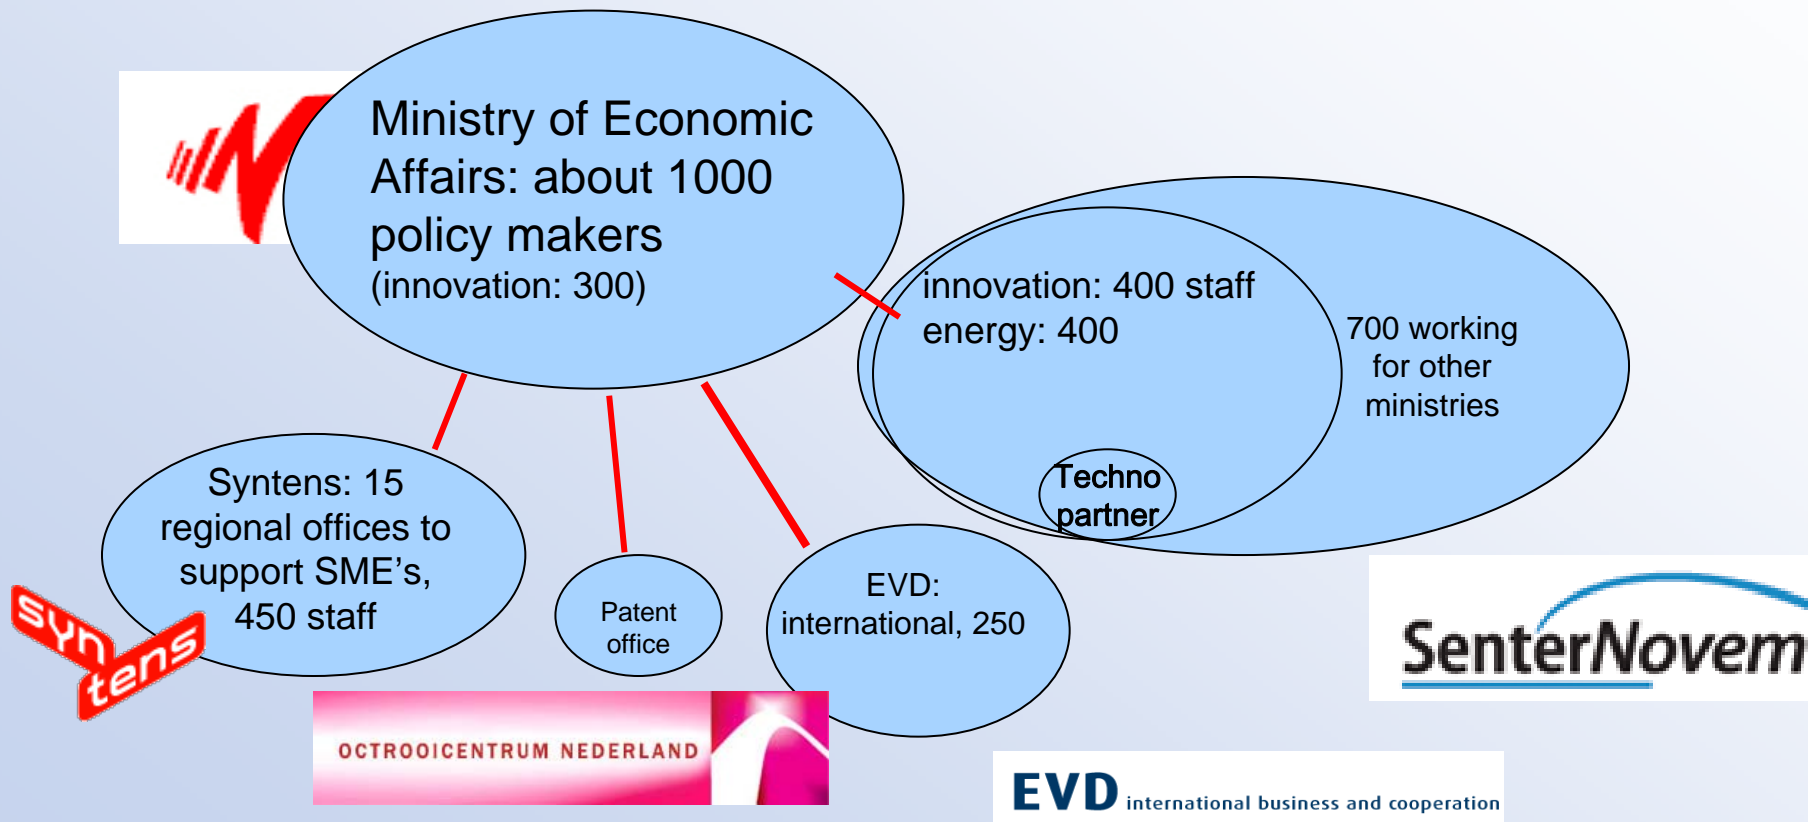 Ministry of Economic
Affairs: about 1000
policy makers
(innovation: 300)
innovation: 400 staff
energy: 400
700 working
for other
ministries
Techno
partner
Syntens: 15
regional offices to
support SME's,
450 staff
syn
tens
Patent
office
EVD:
international, 250
OCTROOICENTRUM NEDERLAND
SenterNovem
EVD international business and cooperation